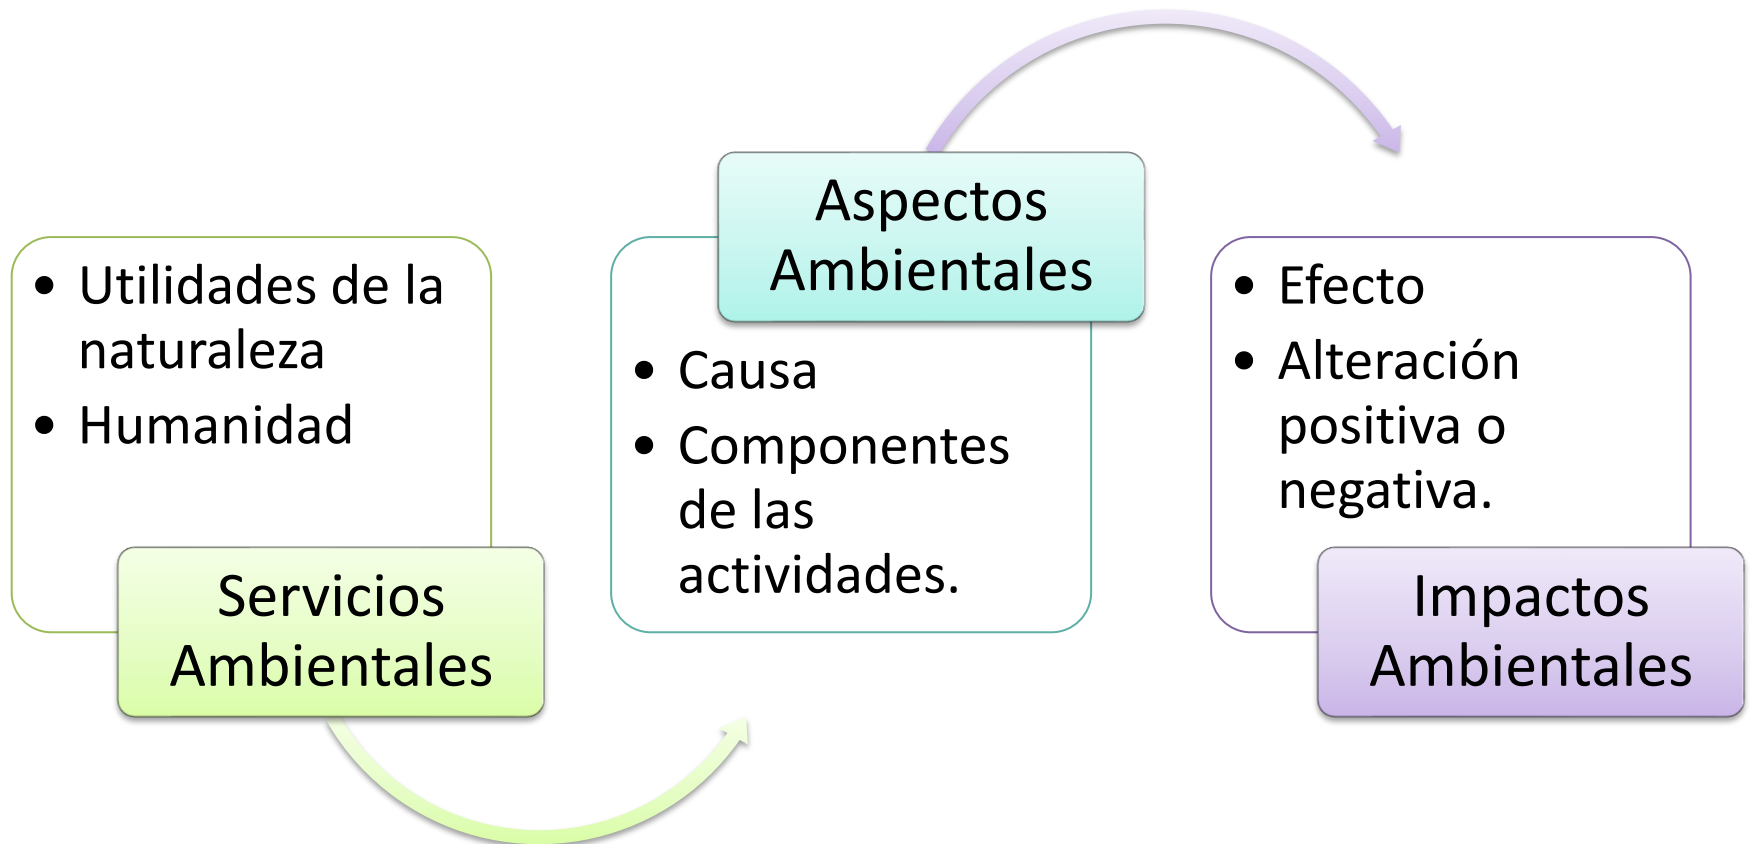 • Utilidades de la
naturaleza
• Humanidad
Servicios
Ambientales
Aspectos
Ambientales
• Causa
• Componentes
de las
actividades.
• Efecto
• Alteración
positiva o
negativa.
Impactos
Ambientales